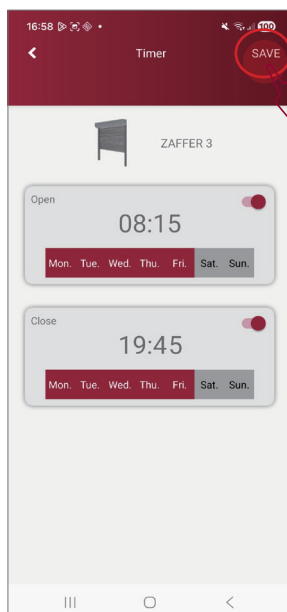 16:58 100
Timer SAVE
ZAFFER 3
Open
08:15
Mon. Tue. Wed. Thu. Fri. Sat. Sun.
Close
19:45
Mon. Tue. Wed. Thu. Fri. Sat. Sun.